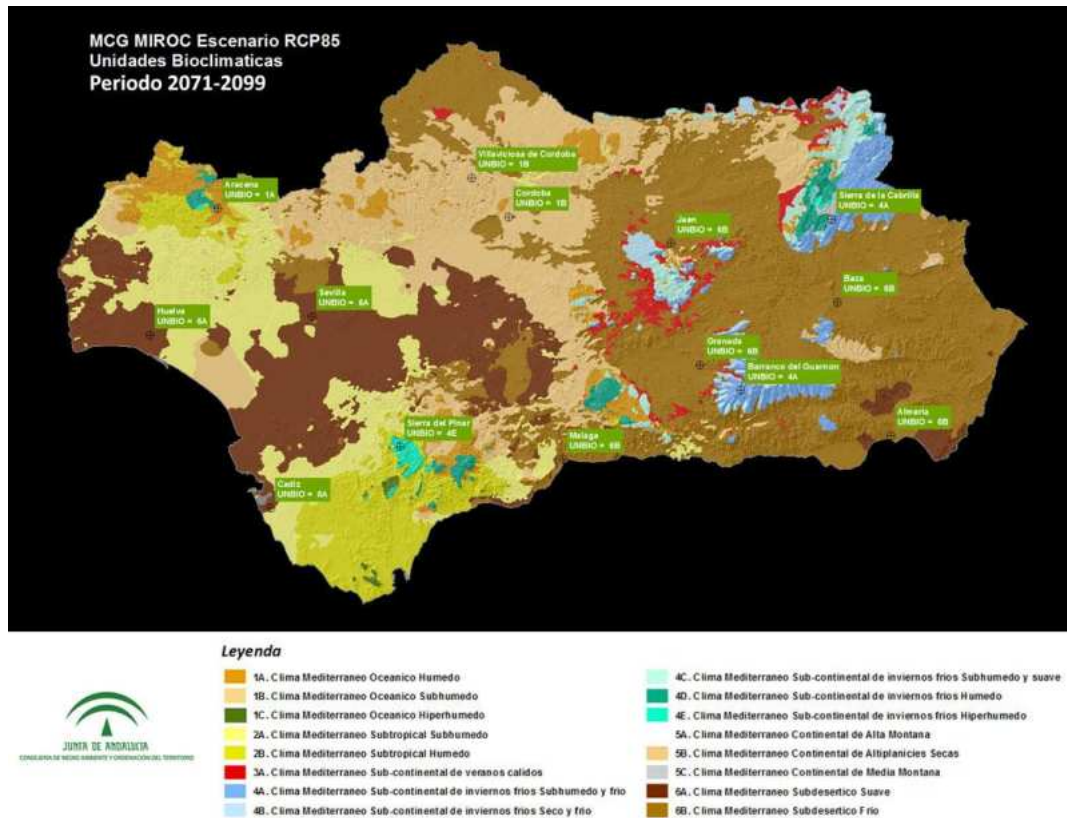 MCG MIROC Escenario RCP85
Unidades Bioclimaticas
Periodo 2071-2099
Villaviciosa de Cordoba
UNBIO = 1B
Aracena
UNBIO = 1A
Cordoba
UNBIO = 1B
Sierra de la Cabrilla
UNBIO = 4A
Jaen
UNBIO = 6B
Baza
UNBIO = 6B
Sevilla
UNBIO = 6A
Huelva
UNBIO = 6A
Granada
UNBIO = 6B
Barranco del Guarnon
UNBIO = 4A
Sierra del Pinar
UNBIO = 4E
Malaga
UNBIO = 6B
Almeria
UNBIO = 6B
Cadiz
UNBIO = 6A
Leyenda
1A. Clima Mediterraneo Oceanico Humedo
1B. Clima Mediterraneo Oceanico Subhumedo
1C. Clima Mediterraneo Oceanico Hiperhumedo
2A. Clima Mediterraneo Subtropical Subhumedo
2B. Clima Mediterraneo Subtropical Humedo
3A. Clima Mediterraneo Sub-continental de veranos calidos
4A. Clima Mediterraneo Sub-continental de inviernos frios Subhumedo y frio
4B. Clima Mediterraneo Sub-continental de inviernos frios Seco y frio
4C. Clima Mediterraneo Sub-continental de inviernos frios Subhumedo y suave
4D. Clima Mediterraneo Sub-continental de inviernos frios Humedo
4E. Clima Mediterraneo Sub-continental de inviernos frios Hiperhumedo
5A. Clima Mediterraneo Continental de Alta Montana
5B. Clima Mediterraneo Continental de Altiplanicies Secas
5C. Clima Mediterraneo Continental de Media Montana
6A. Clima Mediterraneo Subdesertico Suave
6B. Clima Mediterraneo Subdesertico Frio
JUNTA DE ANDALUCIA
CONSEJERIA DE MEDIO AMBIENTE Y ORDENACION DEL TERRITORIO